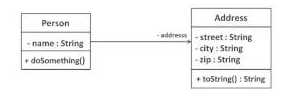 Person
- name : String
+ doSomething()
- addresss
Address
- street : String
- city : String
- zip : String
+ toString() : String